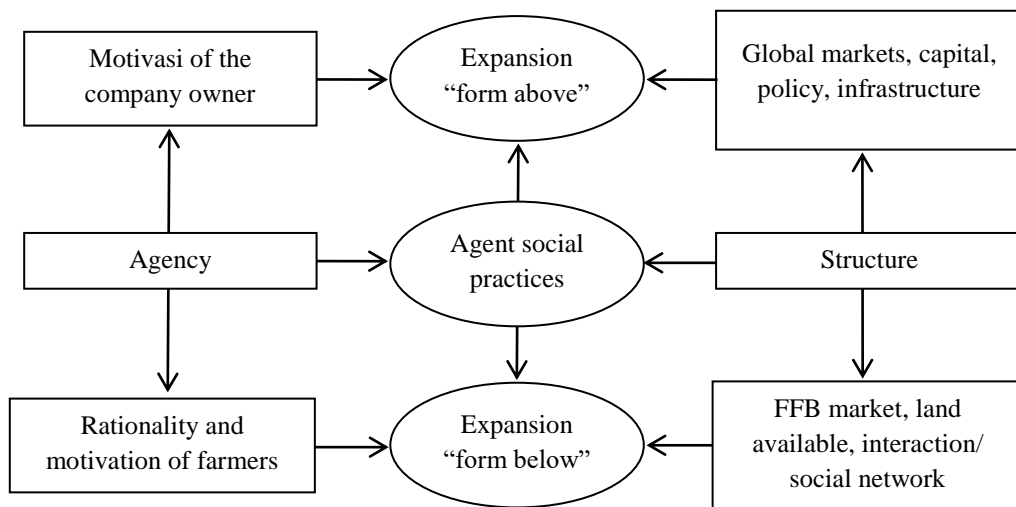 Motivasi of the
company owner
Expansion
“form above”
Global markets, capital,
policy, infrastructure
Agency
Agent social
practices
Structure
Rationality and
motivation of farmers
Expansion
“form below”
FFB market, land
available, interaction/
social network